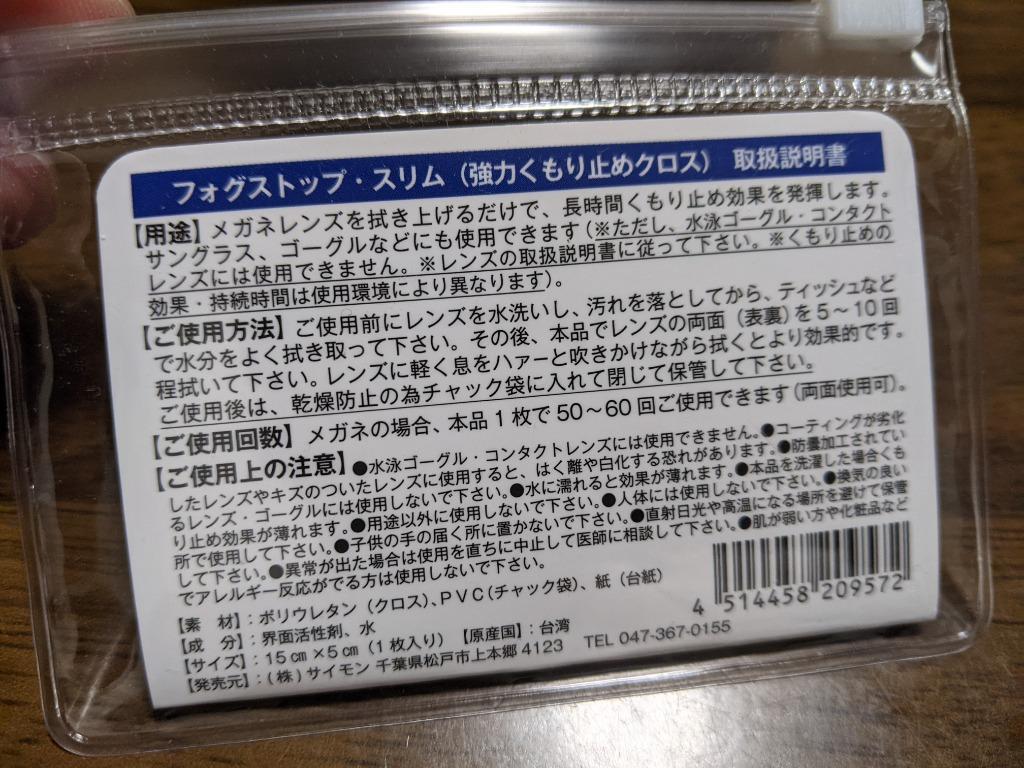 フォグストップ・スリム（強力くもり止めクロス） 取扱説明書
【用途】メガネレンズを拭き上げるだけで、長時間くもり止め効果を発揮します。
サングラス、ゴーグルなどにも使用できます（※ただし、水泳ゴーグル・コンタクト
レンズには使用できません。※レンズの取扱説明書に従って下さい。※くもり止めの
効果・持続時間は使用環境により異なります）。
【ご使用方法】ご使用前にレンズを水洗いし、汚れを落としてから、ティッシュなど
で水分をよく拭き取って下さい。その後、本品でレンズの両面（表裏）を5～10回
程拭いて下さい。レンズに軽く息をハァーと吹きかけながら拭くとより効果的です。
ご使用後は、乾燥防止の為チャック袋に入れて閉じて保管して下さい。
【ご使用回数】メガネの場合、本品1枚で50～60回ご使用できます（両面使用可）。
【ご使用上の注意】●水泳ゴーグル・コンタクトレンズには使用できません。●コーティングが劣化
したレンズやキズのついたレンズに使用すると、はく離や白化する恐れがあります。●防曇加工されてい
るレンズ・ゴーグルには使用しないで下さい。●水に濡れると効果が薄れます。●本品を洗濯した場合くも
り止め効果が薄れます。●用途以外に使用しないで下さい。●人体には使用しないで下さい。●換気の良い
所で使用して下さい。●子供の手の届く所に置かないで下さい。●直射日光や高温になる場所を避けて保管
して下さい。●異常が出た場合は使用を直ちに中止して医師に相談して下さい。●肌が弱い方や化粧品など
でアレルギー反応がでる方は使用しないで下さい。
【素　材】：ポリウレタン（クロス）、PVC（チャック袋）、紙（台紙）
【成　分】：界面活性剤、水
【サイズ】：15㎝×5㎝（1枚入り）【原産国】：台湾
【発売元】：（株）サイモン 千葉県松戸市上本郷4123 TEL 047-367-0155
4 514458 209572